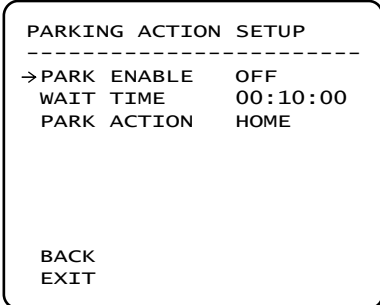 PARKING ACTION SETUP
------------------------
→PARK ENABLE OFF
WAIT TIME 00:10:00
PARK ACTION HOME
BACK
EXIT